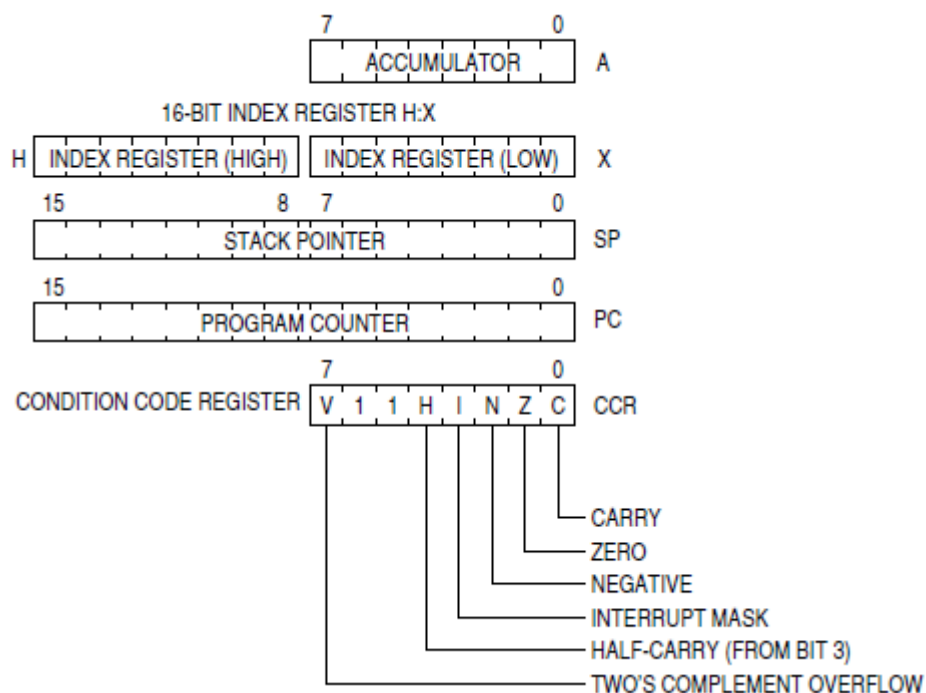 7 0
ACCUMULATOR A
16-BIT INDEX REGISTER H:X
H INDEX REGISTER (HIGH) INDEX REGISTER (LOW) X
15 8 7 0
STACK POINTER SP
15 0
PROGRAM COUNTER PC
7 0
CONDITION CODE REGISTER V 1 1 H I N Z C CCR
CARRY
ZERO
NEGATIVE
INTERRUPT MASK
HALF-CARRY (FROM BIT 3)
TWO'S COMPLEMENT OVERFLOW